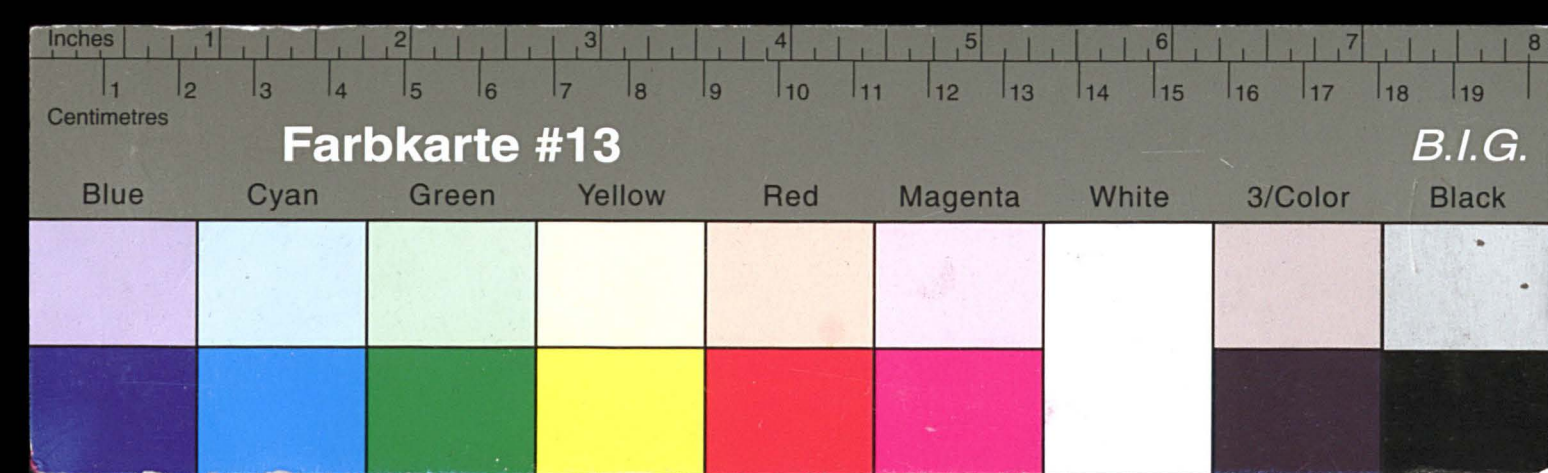 Inches 1 2 3 4 5 6 7 8
1 2 3 4 5 6 7 8 9 10 11 12 13 14 15 16 17 18 19
Centimetres
Farbkarte #13 B.I.G.
Blue Cyan Green Yellow Red Magenta White 3/Color Black